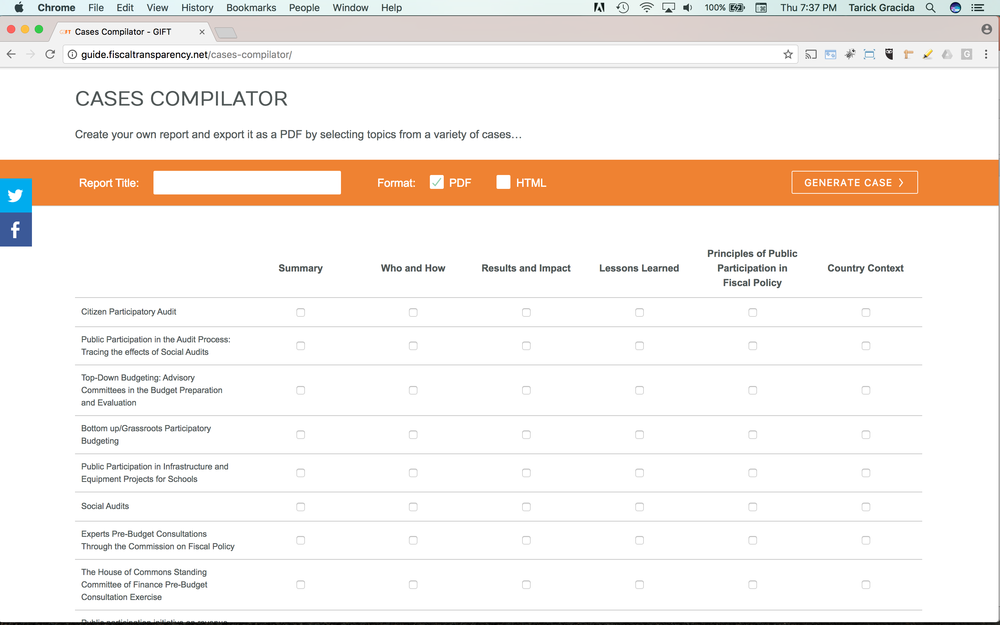 Chrome File Edit View History Bookmarks People Window Help 100% Thu 7:37 PM Tarick Gracida
GIFT Cases Compilator - GIFT
guide.fiscaltransparency.net/cases-compilator/
G
CASES COMPILATOR
Create your own report and export it as a PDF by selecting topics from a variety of cases...
Report Title: Format: PDF HTML GENERATE CASE
Summary
Who and How
Results and Impact
Lessons Learned
Principles of Public
Participation in
Fiscal Policy
Country Context
Citizen Participatory Audit
Public Participation in the Audit Process:
Tracing the effects of Social Audits
Top-Down Budgeting: Advisory
Committees in the Budget Preparation
and Evaluation
Bottom up/Grassroots Participatory
Budgeting
Public Participation in Infrastructure and
Equipment Projects for Schools
Social Audits
Experts Pre-Budget Consultations
Through the Commission on Fiscal Policy
The House of Commons Standing
Committee of Finance Pre-Budget
Consultation Exercise
Public participation initiative on revenue